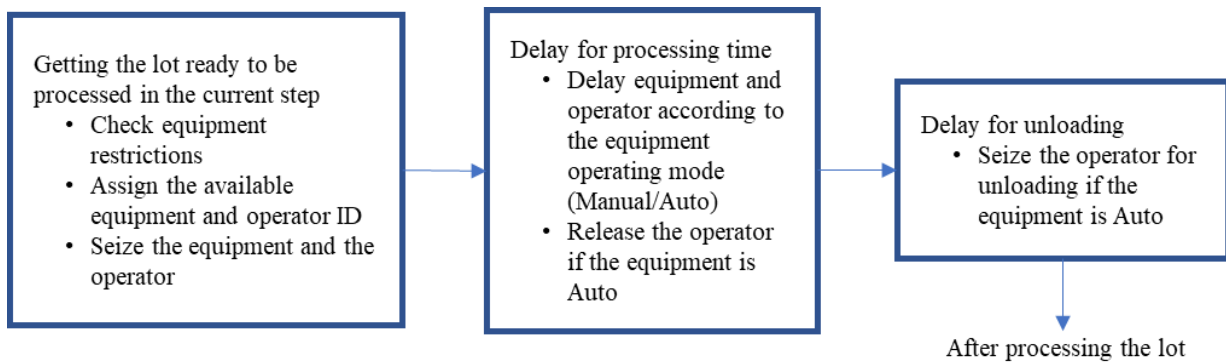 Getting the lot ready to be
processed in the current step
• Check equipment
restrictions
• Assign the available
equipment and operator ID
• Seize the equipment and the
operator
Delay for processing time
• Delay equipment and
operator according to
the equipment
operating mode
(Manual/Auto)
• Release the operator
if the equipment is
Auto
Delay for unloading
• Seize the operator for
unloading if the
equipment is Auto
After processing the lot